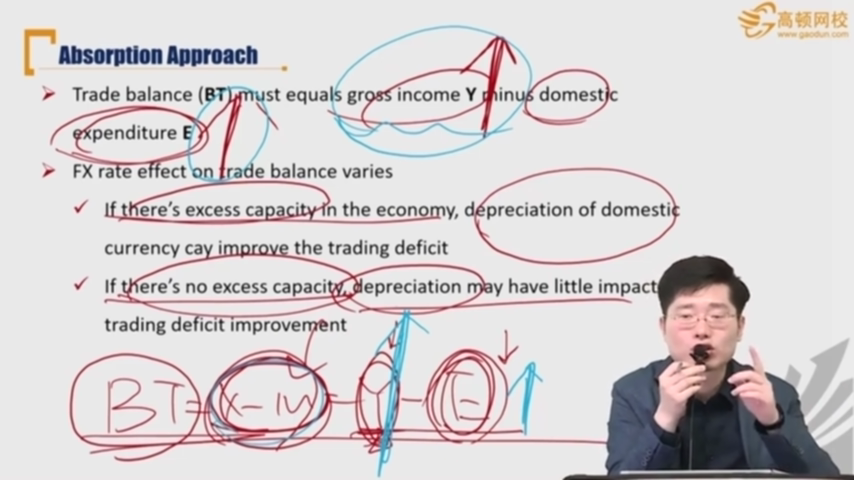 高顿网校
www.gaodun.com
Absorption Approach
Trade balance (BT) must equals gross income Y minus domestic
expenditure E
FX rate effect on trade balance varies
If there's excess capacity in the economy, depreciation of domestic
currency cay improve the trading deficit
If there's no excess capacity, depreciation may have little impact
trading deficit improvement
BT = X - M = Y - E